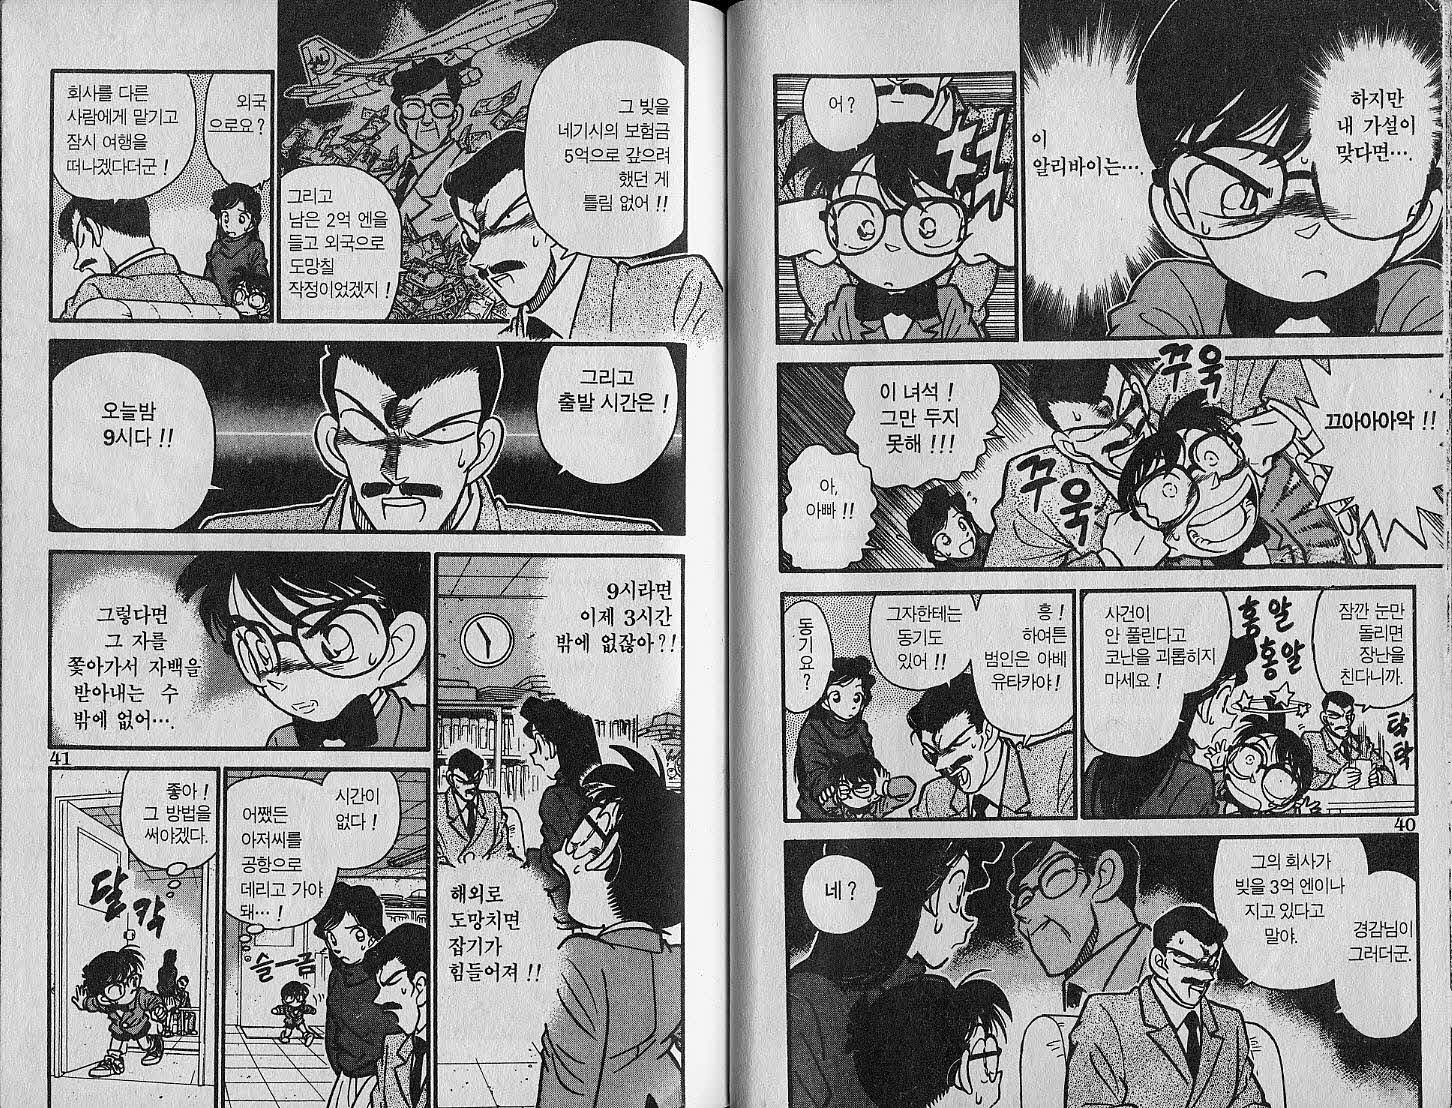 하지만
내 가설이
맞다면….
이
알리바이는….
어?
척
꾸욱
끄아아아악 !!
이 녀석 !
그만 두지
못해 !!!
꾸욱
아,
아빠 !!
잠깐 눈만
돌리면
장난을
친다니까.
탁
탁
홍알
홍알
사건이
안 풀린다고
코난을 괴롭히지
마세요 !
흥 !
하여튼
범인은 아베
유타카야 !
그자한테는
동기도
있어 !!
동기요?
40
경감님이
그러더군.
그의 회사가
빚을 3억 엔이나
지고 있다고
말야.
네 ?
그 빚을
네기시의 보험금
5억으로 갚으려
했던 게
틀림 없어 !!
그리고
남은 2억 엔을
들고 외국으로
도망칠
작정이었겠지 !
외국
으로요 ?
회사를 다른
사람에게 맡기고
잠시 여행을
떠나겠다더군 !
그리고
출발 시간은 !
오늘밤
9시다 !!
9시라면
이제 3시간
밖에 없잖아?!
해외로
도망치면
잡기가
힘들어져 !!
그렇다면
그 자를
쫓아가서 자백을
받아내는 수
밖에 없어….
41
시간이
없다 !
어쨌든
아저씨를
공항으로
데리고 가야
돼… !
슬—금
좋아 !
그 방법을
써야겠다.
달칵